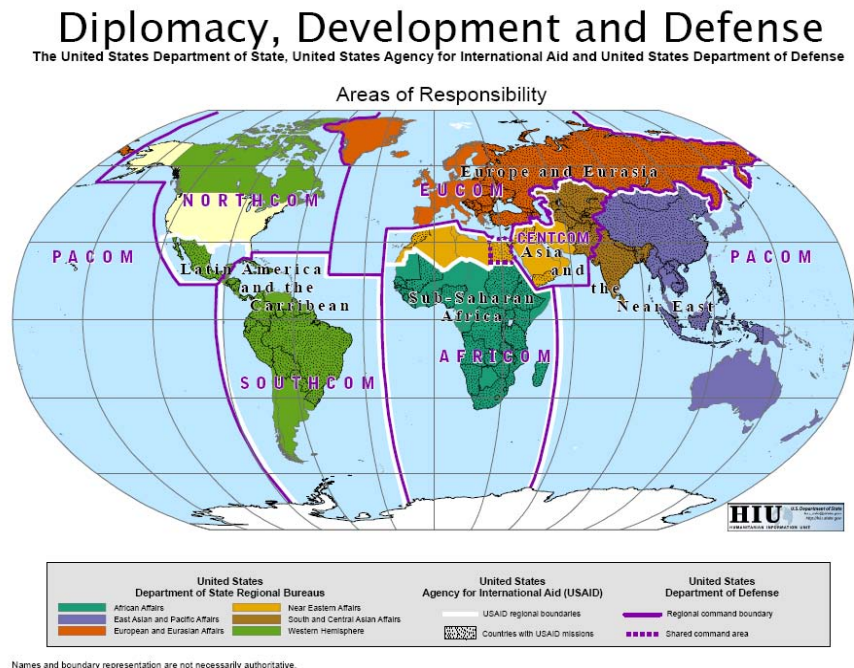 Diplomacy, Development and Defense
The United States Department of State, United States Agency for International Aid and United States Department of Defense
Areas of Responsibility
Europe and Eurasia
EUCOM
NORTHCOM
CENTCOM
PACOM
Asia
PACOM
Latin America
and
and the
the
Carribean
Sub-Saharan
Near East
Africa
AFRICOM
SOUTHCOM
HIU
U.S. Department of State
HUMANITARIAN INFORMATION UNIT
United States
Department of State Regional Bureaus
African Affairs
East Asian and Pacific Affairs
European and Eurasian Affairs
Near Eastern Affairs
South and Central Asian Affairs
Western Hemisphere
United States
Agency for International Aid (USAID)
USAID regional boundaries
Countries with USAID missions
United States
Department of Defense
Regional command boundary
Shared command area
Names and boundary representation are not necessarily authoritative.